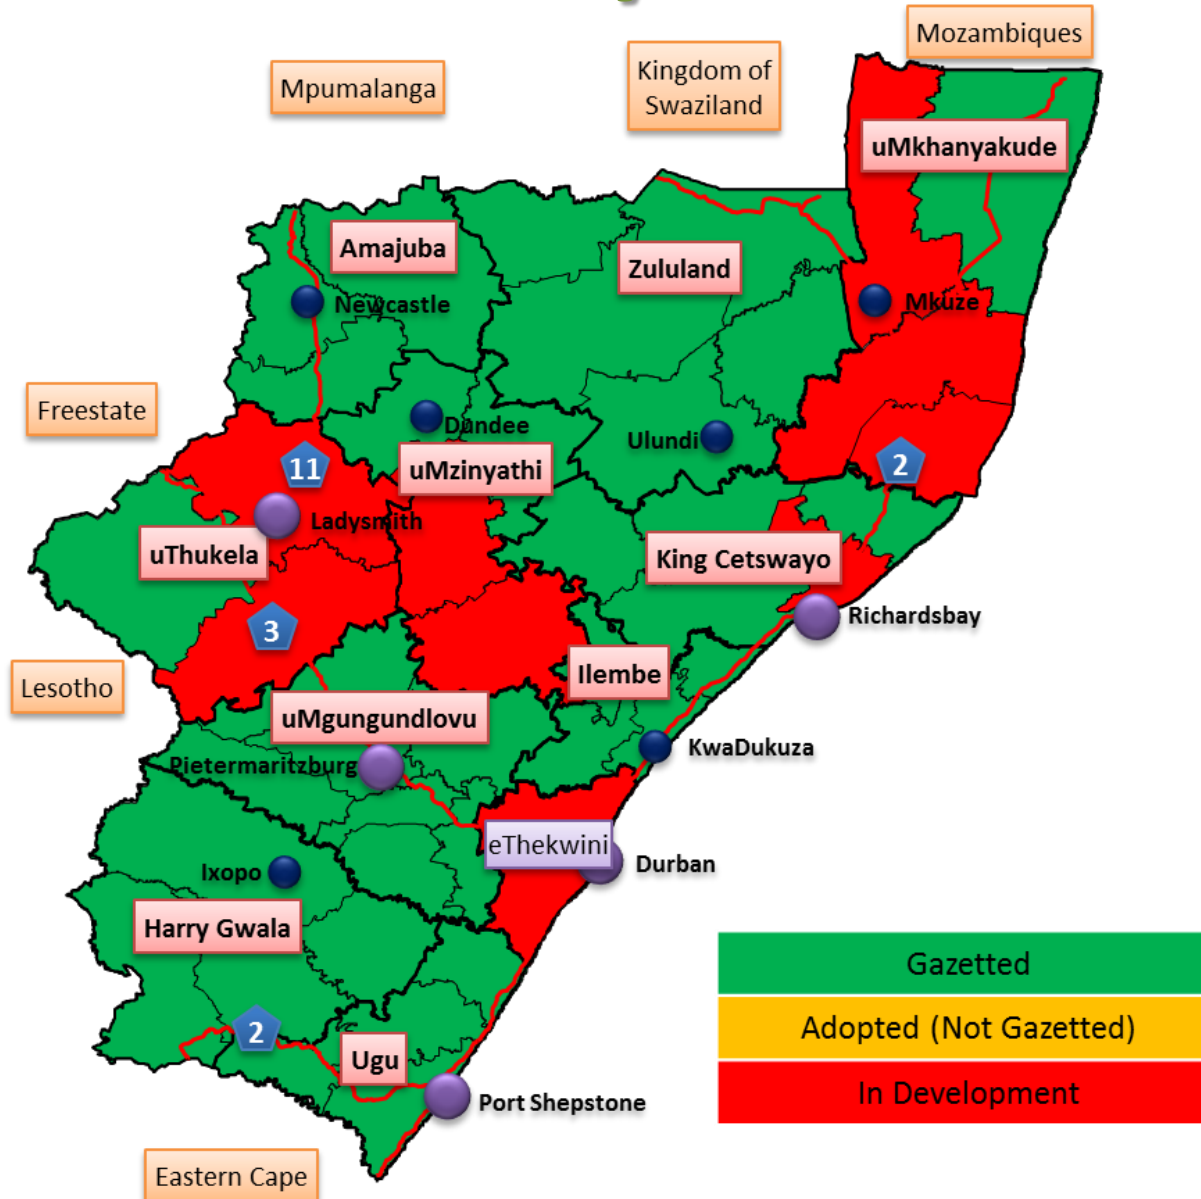 Mozambiques
Mpumalanga
Kingdom of
Swaziland
uMkhanyakude
Amajuba
Zululand
Newcastle
Mkuze
Freestate
Dundee
Ulundi
uMzinyathi
11
2
Ladysmith
uThukela
King Cetswayo
3
Richardsbay
Lesotho
Ilembe
uMgungundlovu
KwaDukuza
Pietermaritzburg
eThekwini
Durban
Ixopo
Harry Gwala
Gazetted
Adopted (Not Gazetted)
2
Ugu
In Development
Port Shepstone
Eastern Cape